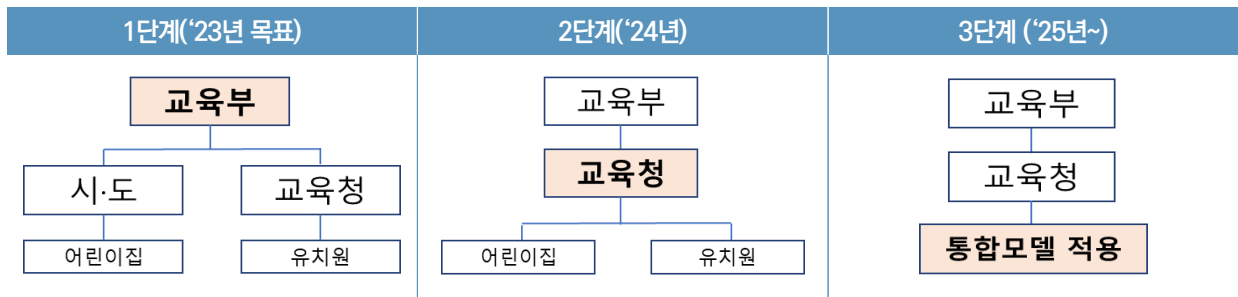 1단계(‘23년 목표)
교육부
시·도
교육청
어린이집
유치원
2단계(‘24년)
교육부
교육청
어린이집
유치원
3단계 (‘25년~)
교육부
교육청
통합모델 적용